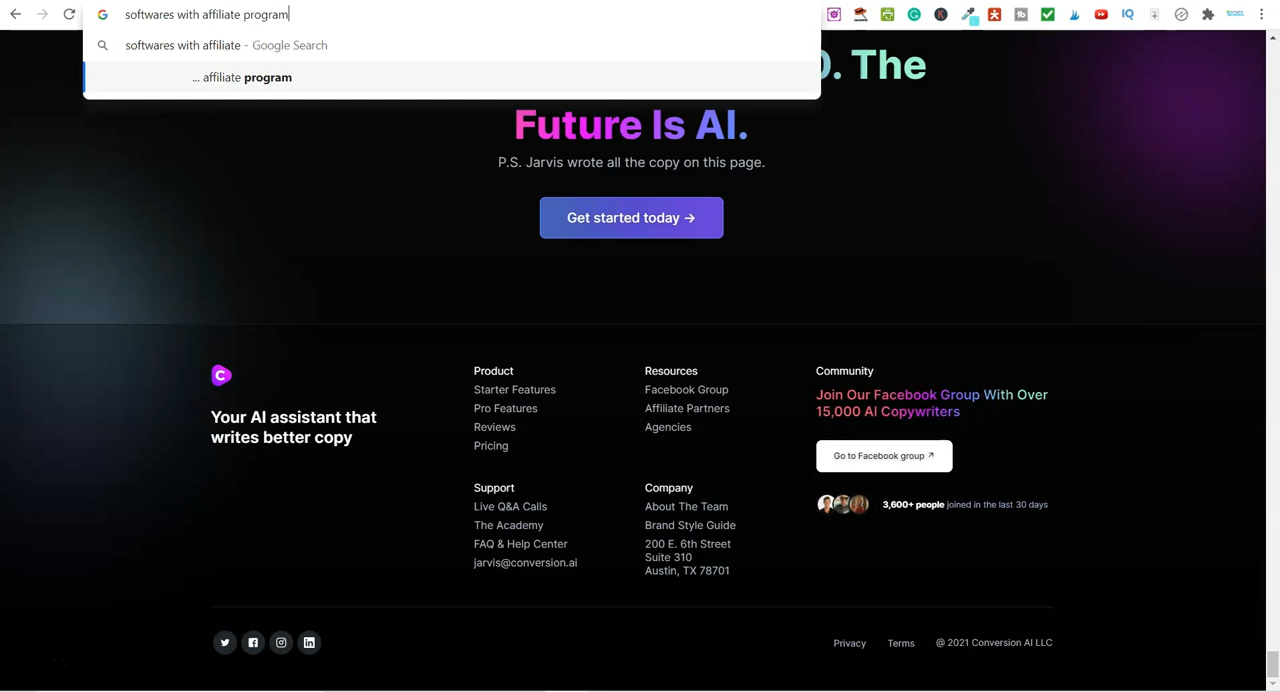 softwares with affiliate program
softwares with affiliate - Google Search
... affiliate program
. The
Future Is AI.
P.S. Jarvis wrote all the copy on this page.
Get started today →
Your AI assistant that
writes better copy
Product
Starter Features
Pro Features
Reviews
Pricing
Resources
Facebook Group
Affiliate Partners
Agencies
Community
Join Our Facebook Group With Over
15,000 AI Copywriters
Go to Facebook group ↗
3,600+ people joined in the last 30 days
Support
Live Q&A Calls
The Academy
FAQ & Help Center
jarvis@conversion.ai
Company
About The Team
Brand Style Guide
200 E. 6th Street
Suite 310
Austin, TX 78701
Privacy
Terms
@ 2021 Conversion AI LLC